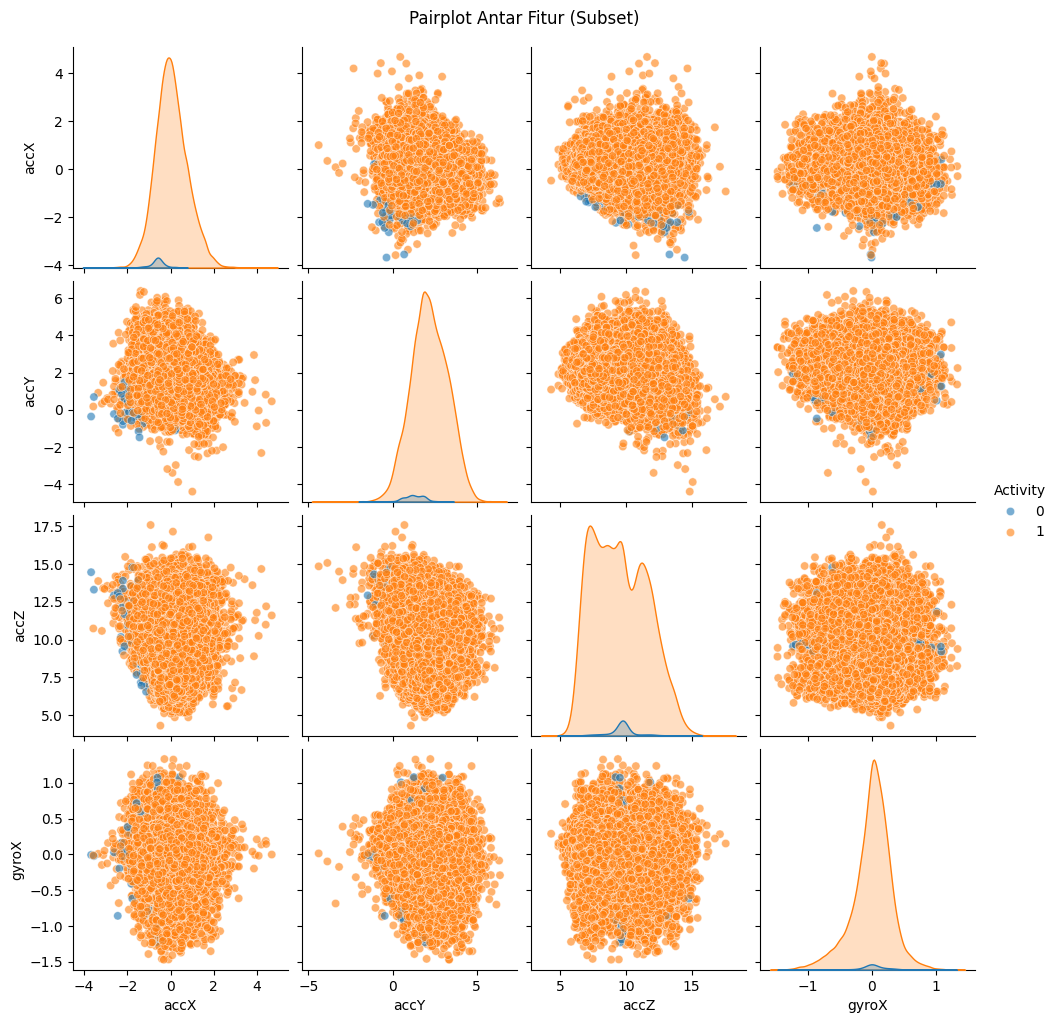 Pairplot Antar Fitur (Subset)
4
2
0
−2
−4
accX
6
4
2
0
−2
−4
accY
Activity
0
1
17.5
15.0
12.5
10.0
7.5
5.0
accZ
1.0
0.5
0.0
−0.5
−1.0
−1.5
gyroX
−4 −2 0 2 4
−5 0 5
5 10 15
−1 0 1
accX accY accZ gyroX